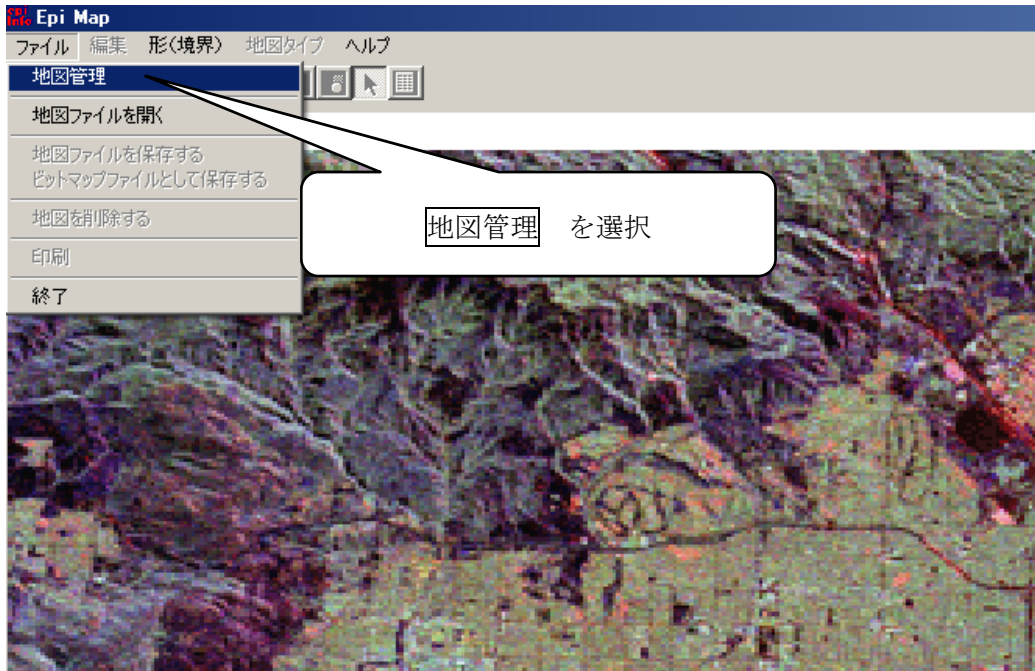 Epi Info Epi Map
ファイル 編集 形(境界) 地図タイプ ヘルプ
地図管理
地図ファイルを開く
地図ファイルを保存する
ビットマップファイルとして保存する
地図を削除する
印刷
終了
地図管理 を選択